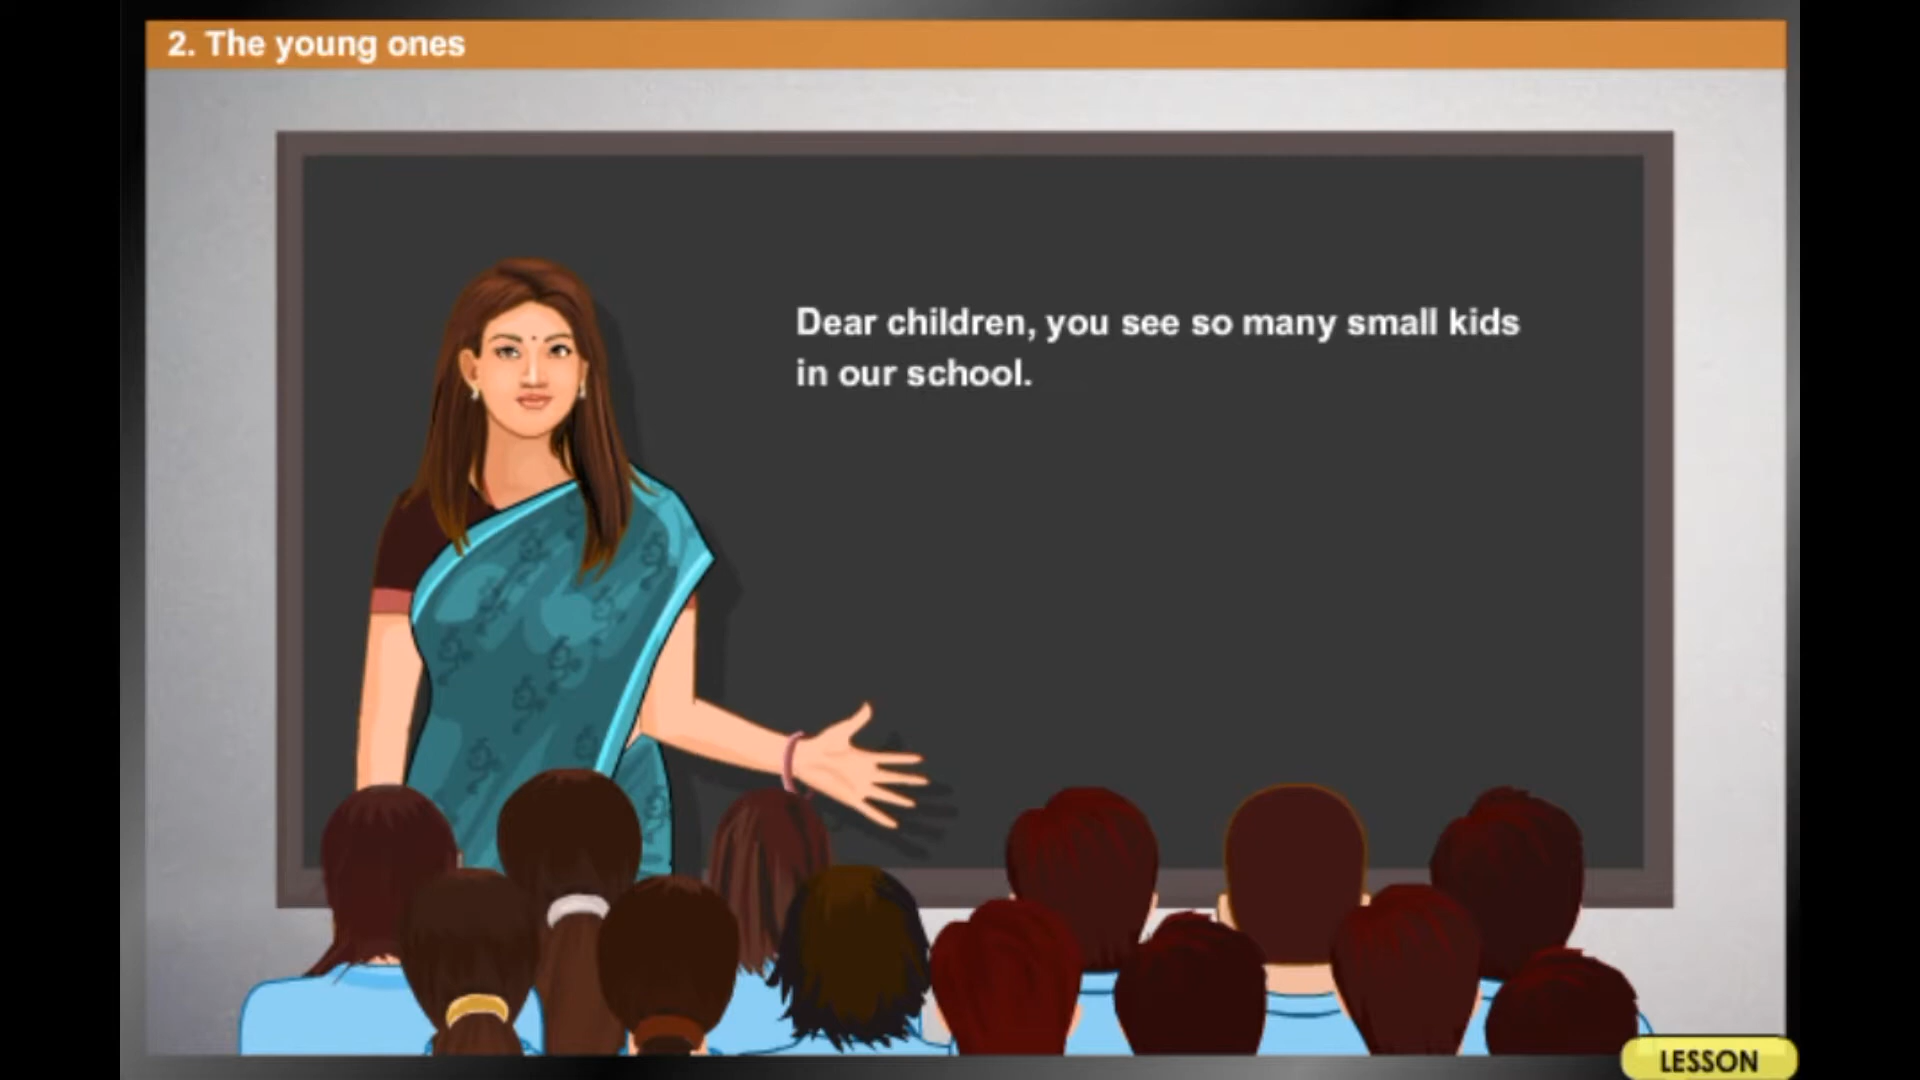 2. The young ones
Dear children, you see so many small kids
in our school.
LESSON